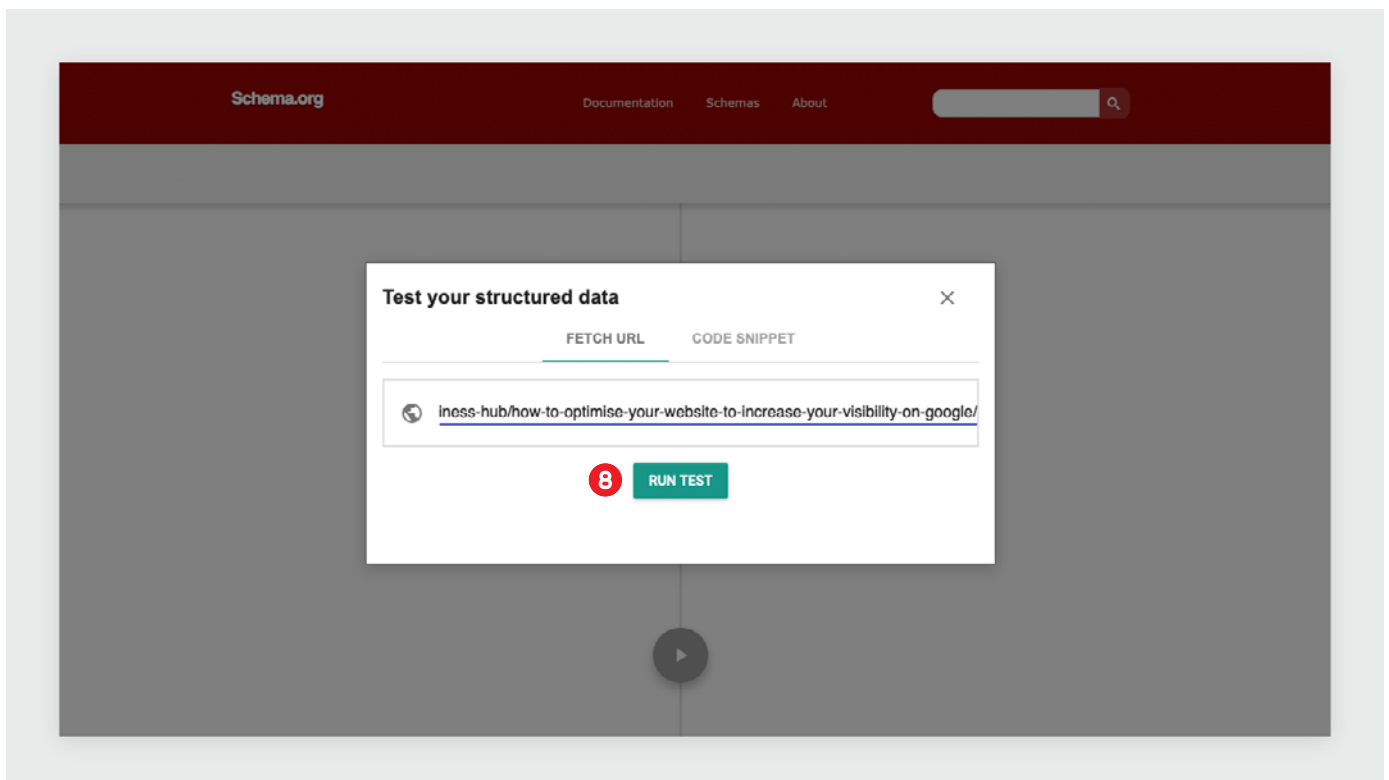 Schema.org
Documentation Schemas About
Test your structured data
FETCH URL CODE SNIPPET
iness-hub/how-to-optimise-your-website-to-increase-your-visibility-on-google/
8 RUN TEST